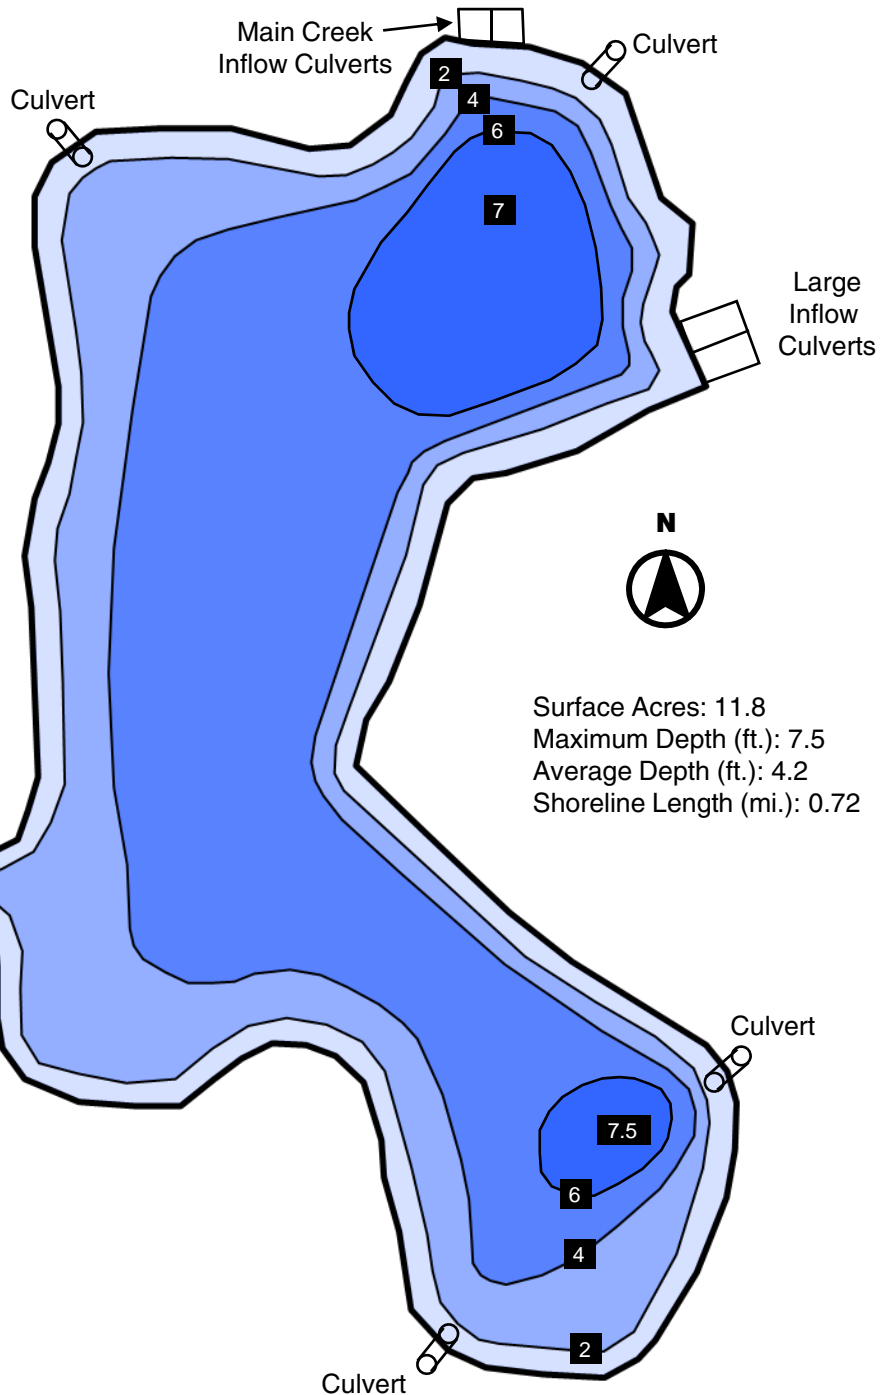 Main Creek
Inflow Culverts
Culvert
Culvert
2
4
6
7
Large
Inflow
Culverts
N
Surface Acres: 11.8
Maximum Depth (ft.): 7.5
Average Depth (ft.): 4.2
Shoreline Length (mi.): 0.72
Culvert
7.5
6
4
2
Culvert